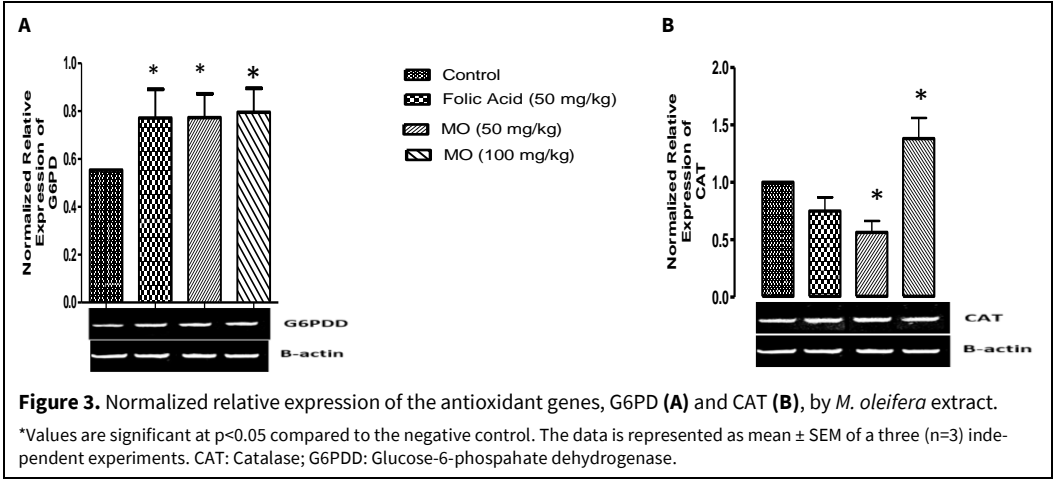 A
Normalized Relative
Expression of
G6PD
1.0
0.8
0.6
0.4
0.2
0.0
* * *
G6PDD
B-actin
Control
Folic Acid (50 mg/kg)
MO (50 mg/kg)
MO (100 mg/kg)
B
Normalized Relative
Expression of
CAT
2.0
1.5
1.0
0.5
0.0
*
*
CAT
B-actin
Figure 3. Normalized relative expression of the antioxidant genes, G6PD (A) and CAT (B), by M. oleifera extract.
*Values are significant at p<0.05 compared to the negative control. The data is represented as mean ± SEM of a three (n=3) inde-
pendent experiments. CAT: Catalase; G6PDD: Glucose-6-phospahate dehydrogenase.